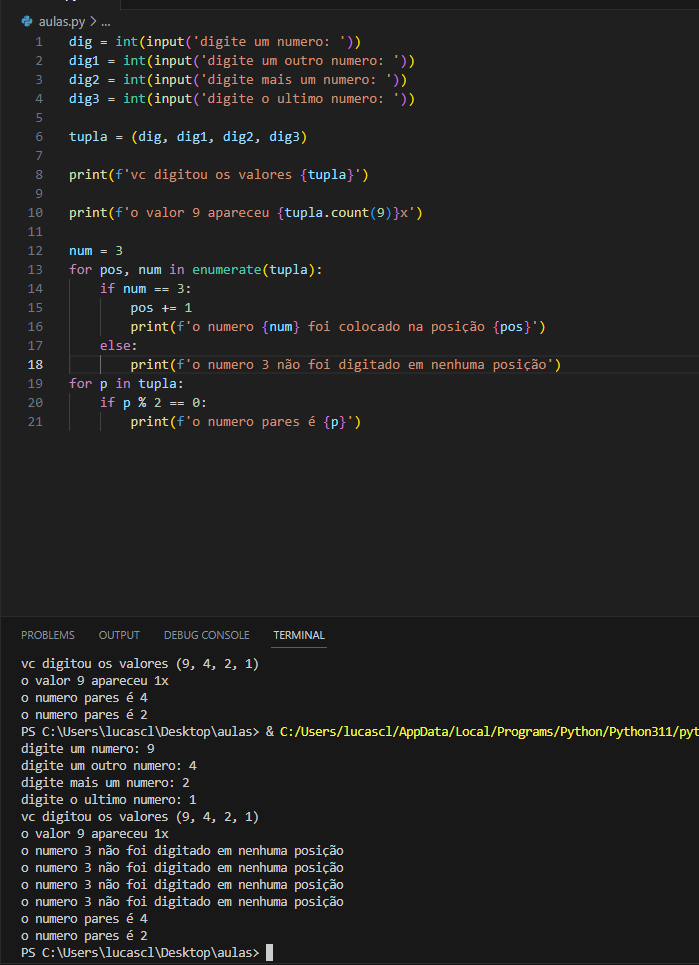 aulas.py > ...
1 dig = int(input('digite um numero: '))
2 dig1 = int(input('digite um outro numero: '))
3 dig2 = int(input('digite mais um numero: '))
4 dig3 = int(input('digite o ultimo numero: '))
5
6 tupla = (dig, dig1, dig2, dig3)
7
8 print(f'vc digitou os valores {tupla}')
9
10 print(f'o valor 9 apareceu {tupla.count(9)}x')
11
12 num = 3
13 for pos, num in enumerate(tupla):
14     if num == 3:
15         pos += 1
16         print(f'o numero {num} foi colocado na posição {pos}')
17     else:
18         print(f'o numero 3 não foi digitado em nenhuma posição')
19 for p in tupla:
20     if p % 2 == 0:
21         print(f'o numero pares é {p}')
PROBLEMS OUTPUT DEBUG CONSOLE TERMINAL
vc digitou os valores (9, 4, 2, 1)
o valor 9 apareceu 1x
o numero pares é 4
o numero pares é 2
PS C:\Users\lucascl\Desktop\aulas> & C:/Users/lucascl/AppData/Local/Programs/Python/Python311/pyt
digite um numero: 9
digite um outro numero: 4
digite mais um numero: 2
digite o ultimo numero: 1
vc digitou os valores (9, 4, 2, 1)
o valor 9 apareceu 1x
o numero 3 não foi digitado em nenhuma posição
o numero 3 não foi digitado em nenhuma posição
o numero 3 não foi digitado em nenhuma posição
o numero 3 não foi digitado em nenhuma posição
o numero pares é 4
o numero pares é 2
PS C:\Users\lucascl\Desktop\aulas>